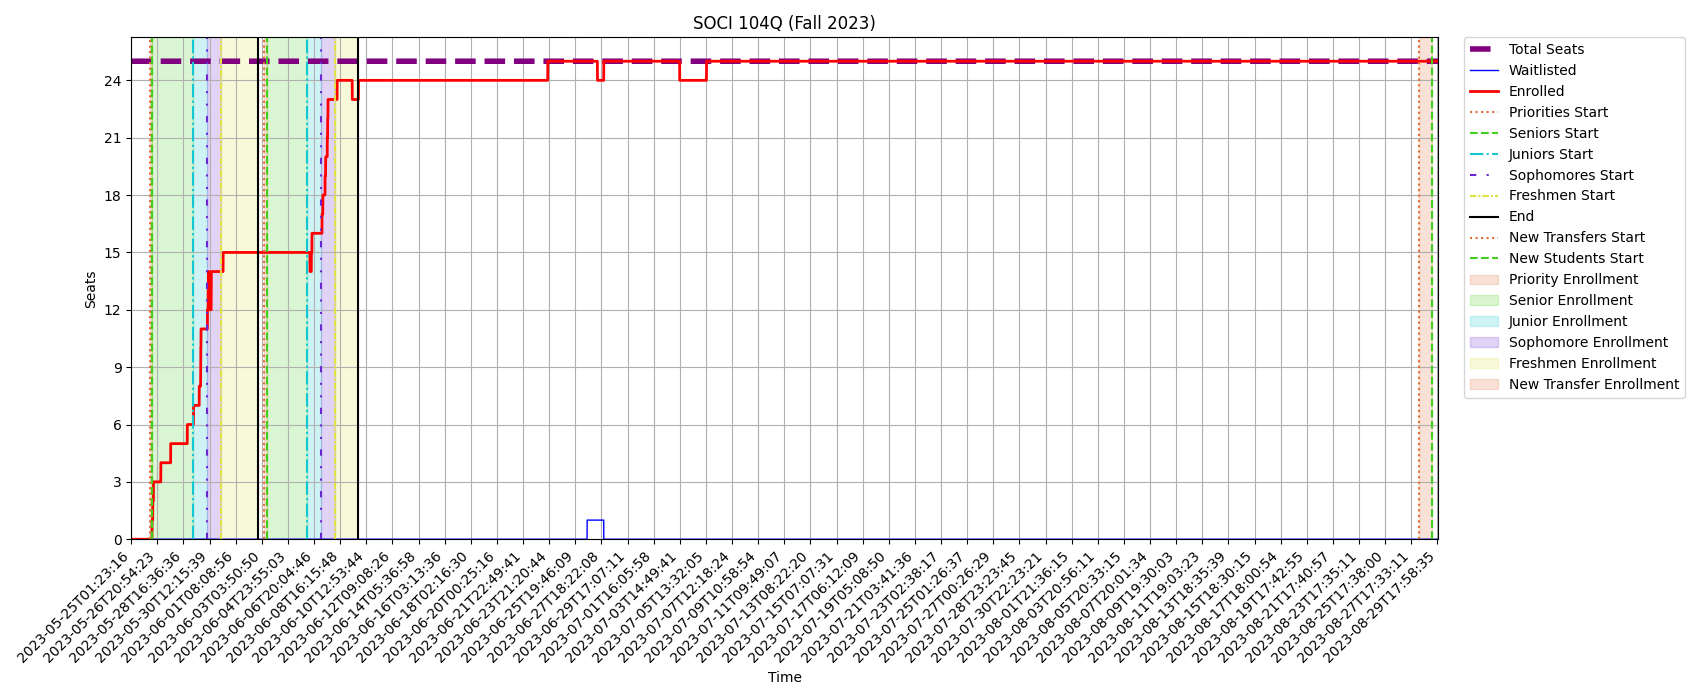 SOCI 104Q (Fall 2023)
Seats
24
21
18
15
12
9
6
3
0
2023-05-25T01:23:16
2023-05-26T20:54:23
2023-05-28T16:36:36
2023-05-30T12:15:39
2023-06-01T08:08:56
2023-06-03T03:50:50
2023-06-04T23:55:03
2023-06-06T20:04:46
2023-06-08T16:15:48
2023-06-10T12:53:44
2023-06-12T09:08:26
2023-06-14T05:36:58
2023-06-16T03:13:36
2023-06-18T02:16:30
2023-06-20T00:25:16
2023-06-21T22:49:41
2023-06-23T21:20:44
2023-06-25T19:46:09
2023-06-27T18:22:08
2023-06-29T17:07:11
2023-07-01T16:05:58
2023-07-03T14:49:41
2023-07-05T13:32:05
2023-07-07T12:18:24
2023-07-09T10:58:54
2023-07-11T09:49:07
2023-07-13T08:22:20
2023-07-15T07:07:31
2023-07-17T06:12:09
2023-07-19T05:08:50
2023-07-21T03:41:36
2023-07-23T02:38:17
2023-07-25T01:26:37
2023-07-27T00:26:29
2023-07-28T23:23:45
2023-07-30T22:23:21
2023-08-01T21:36:15
2023-08-03T20:56:11
2023-08-05T20:33:15
2023-08-07T20:01:34
2023-08-09T19:30:03
2023-08-11T19:03:23
2023-08-13T18:35:39
2023-08-15T18:30:15
2023-08-17T18:00:54
2023-08-19T17:42:55
2023-08-21T17:40:57
2023-08-23T17:35:11
2023-08-25T17:38:00
2023-08-27T17:33:11
2023-08-29T17:58:35
Time
Total Seats
Waitlisted
Enrolled
Priorities Start
Seniors Start
Juniors Start
Sophomores Start
Freshmen Start
End
New Transfers Start
New Students Start
Priority Enrollment
Senior Enrollment
Junior Enrollment
Sophomore Enrollment
Freshmen Enrollment
New Transfer Enrollment